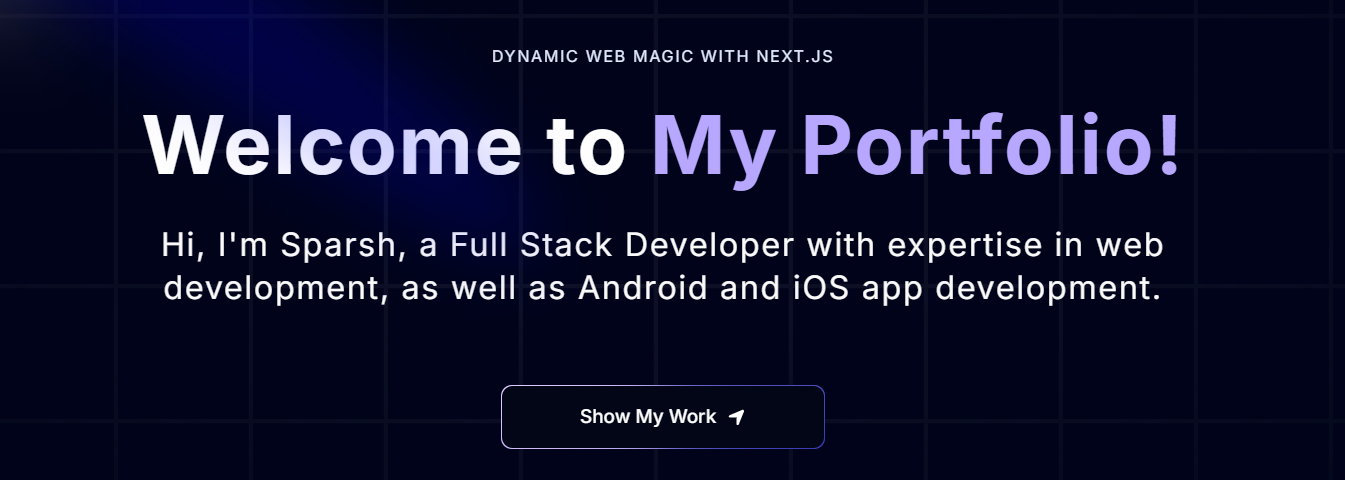 DYNAMIC WEB MAGIC WITH NEXT.JS
Welcome to My Portfolio!
Hi, I'm Sparsh, a Full Stack Developer with expertise in web
development, as well as Android and iOS app development.
Show My Work